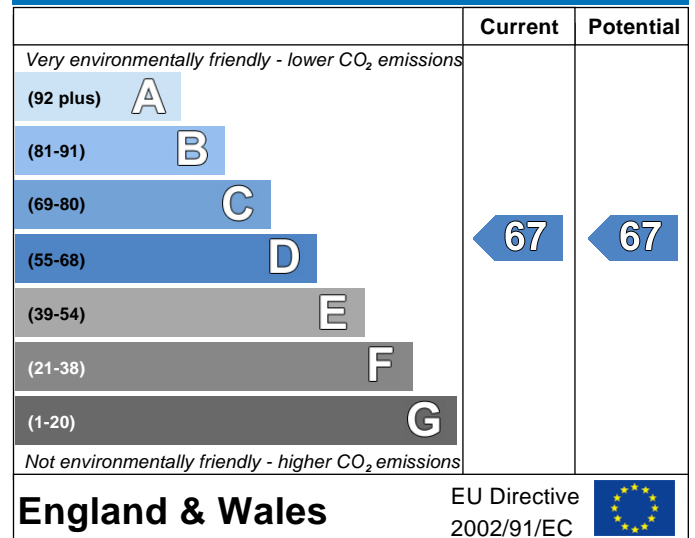 Current Potential
Very environmentally friendly - lower CO₂ emissions
(92 plus) A
(81-91) B
(69-80) C
(55-68) D
67 67
(39-54) E
(21-38) F
(1-20) G
Not environmentally friendly - higher CO₂ emissions
England & Wales
EU Directive
2002/91/EC